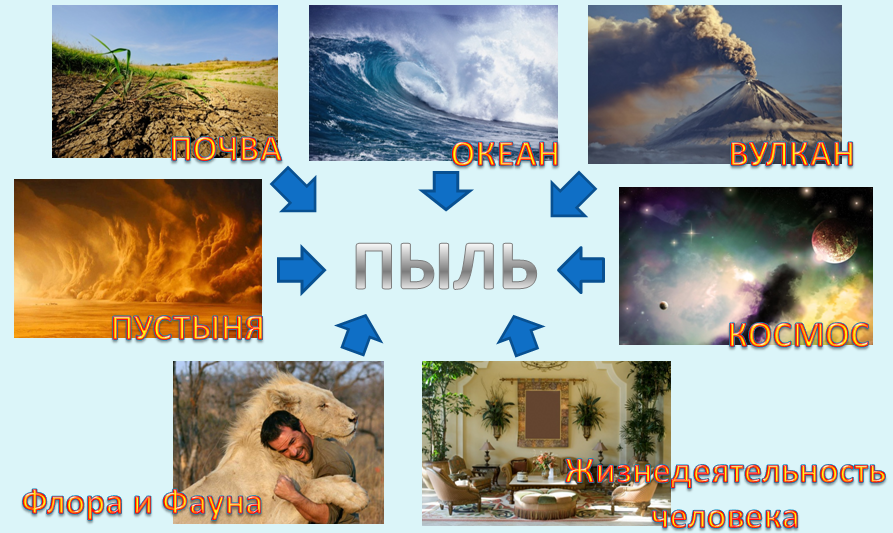 ПОЧВА
ОКЕАН
ВУЛКАН
ПУСТЫНЯ
ПЫЛЬ
КОСМОС
Флора и Фауна
Жизнедеятельность
человека